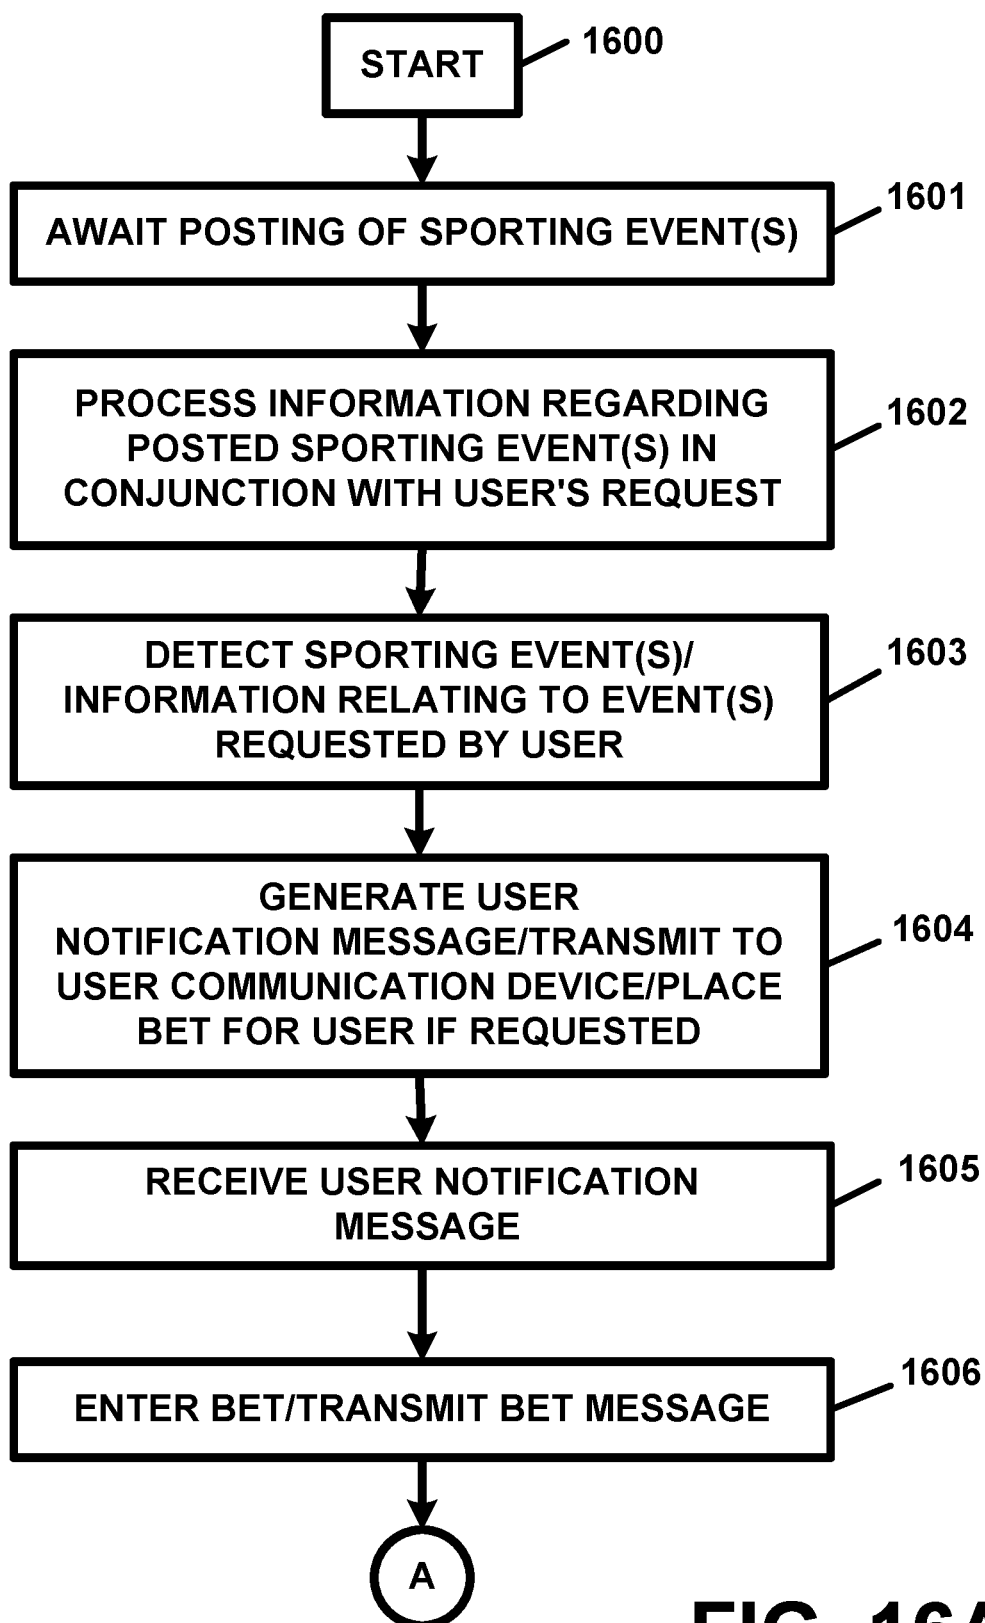 START
1600
AWAIT POSTING OF SPORTING EVENT(S)
1601
PROCESS INFORMATION REGARDING
POSTED SPORTING EVENT(S) IN
CONJUNCTION WITH USER'S REQUEST
1602
DETECT SPORTING EVENT(S)/
INFORMATION RELATING TO EVENT(S)
REQUESTED BY USER
1603
GENERATE USER
NOTIFICATION MESSAGE/TRANSMIT TO
USER COMMUNICATION DEVICE/PLACE
BET FOR USER IF REQUESTED
1604
RECEIVE USER NOTIFICATION
MESSAGE
1605
ENTER BET/TRANSMIT BET MESSAGE
1606
A
FIG. 16A